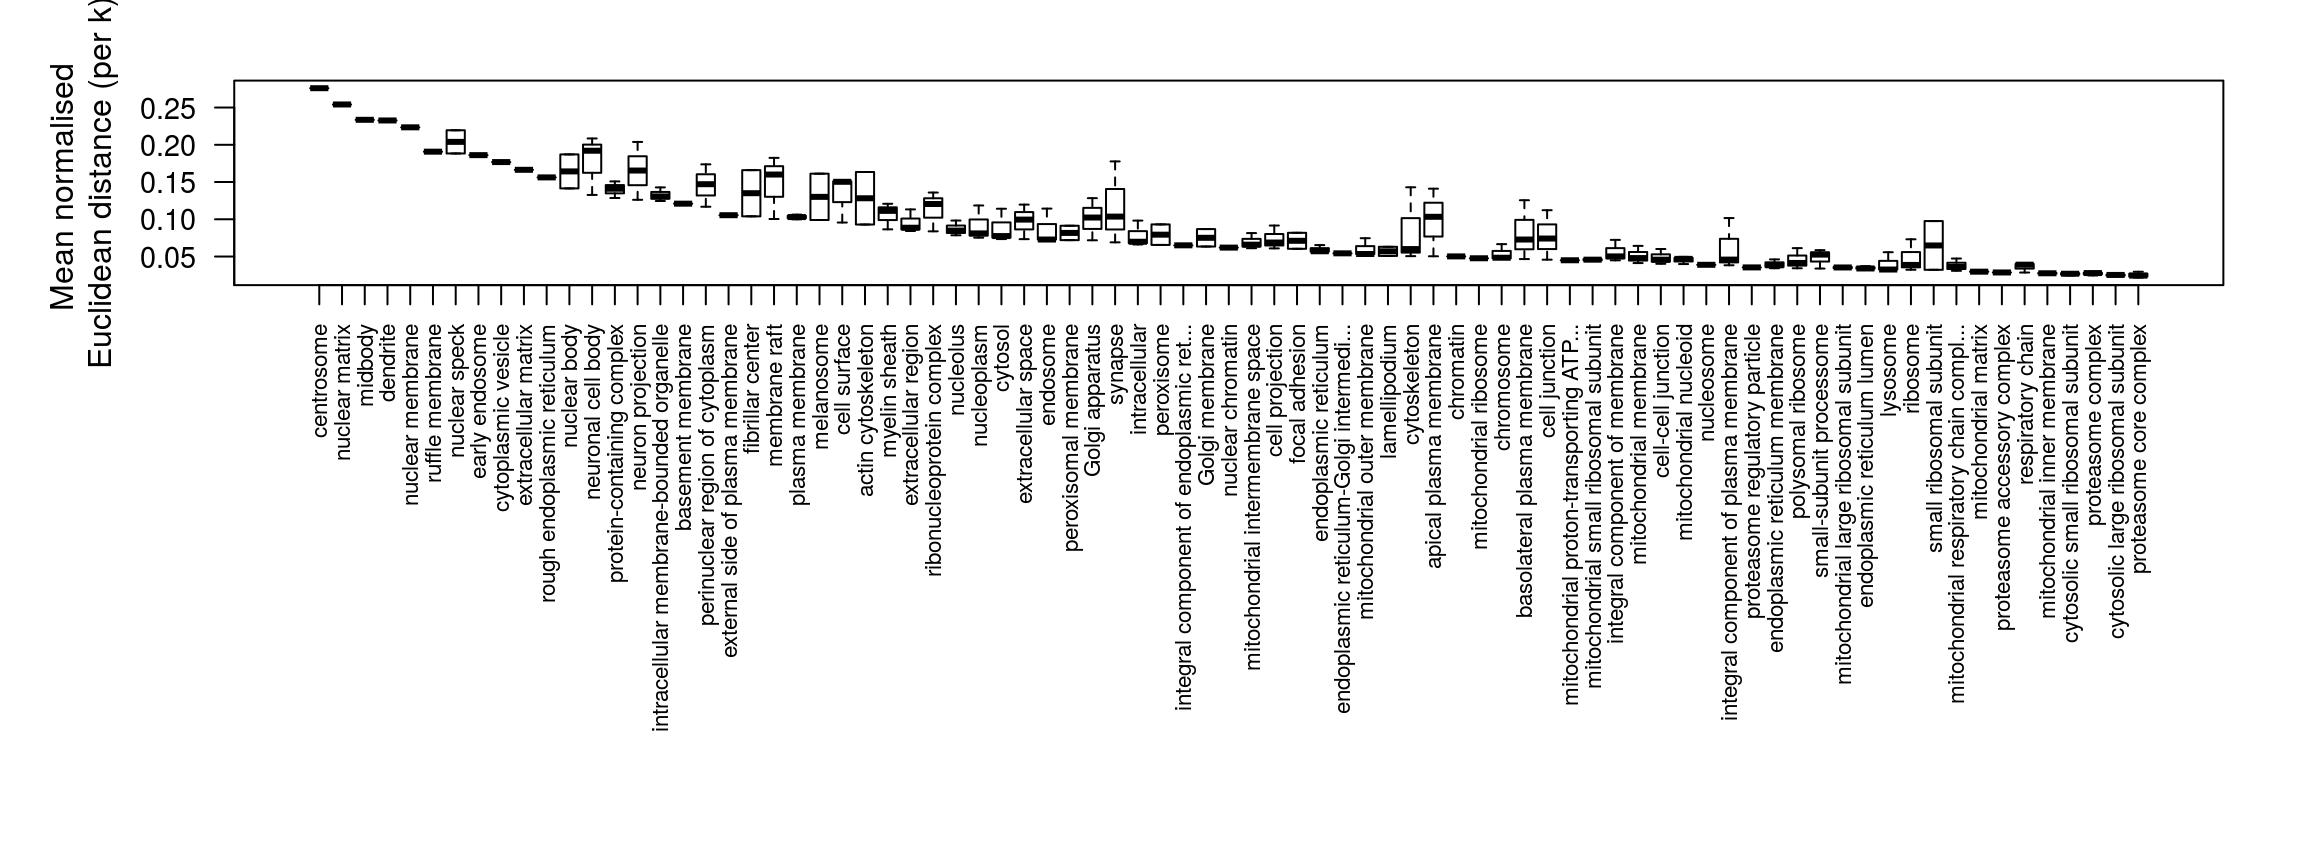 Mean normalised
Euclidean distance (per k)
0.25
0.20
0.15
0.10
0.05
centrosome
nuclear matrix
midbody
dendrite
nuclear membrane
ruffle membrane
nuclear speck
early endosome
cytoplasmic vesicle
extracellular matrix
rough endoplasmic reticulum
nuclear body
neuronal cell body
protein-containing complex
neuron projection
intracellular membrane-bounded organelle
basement membrane
perinuclear region of cytoplasm
external side of plasma membrane
fibrillar center
membrane raft
plasma membrane
melanosome
cell surface
actin cytoskeleton
myelin sheath
extracellular region
ribonucleoprotein complex
nucleolus
nucleoplasm
cytosol
extracellular space
endosome
peroxisomal membrane
Golgi apparatus
synapse
intracellular
peroxisome
integral component of endoplasmic ret...
Golgi membrane
nuclear chromatin
mitochondrial intermembrane space
cell projection
focal adhesion
endoplasmic reticulum
endoplasmic reticulum-Golgi intermedi...
mitochondrial outer membrane
lamellipodium
cytoskeleton
apical plasma membrane
chromatin
mitochondrial ribosome
chromosome
basolateral plasma membrane
cell junction
mitochondrial proton-transporting ATP...
mitochondrial small ribosomal subunit
integral component of membrane
mitochondrial membrane
cell-cell junction
mitochondrial nucleoid
nucleosome
integral component of plasma membrane
proteasome regulatory particle
endoplasmic reticulum membrane
polysomal ribosome
small-subunit processome
mitochondrial large ribosomal subunit
endoplasmic reticulum lumen
lysosome
ribosome
small ribosomal subunit
mitochondrial respiratory chain compl...
mitochondrial matrix
proteasome accessory complex
respiratory chain
mitochondrial inner membrane
cytosolic small ribosomal subunit
proteasome complex
cytosolic large ribosomal subunit
proteasome core complex